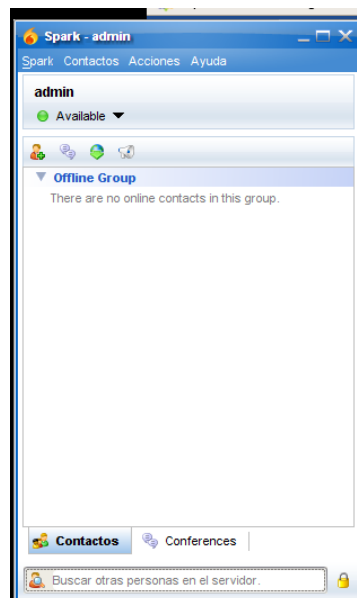 Spark - admin
Spark Contactos Acciones Ayuda
admin
Available
Offline Group
There are no online contacts in this group.
Contactos Conferences
Buscar otras personas en el servidor.